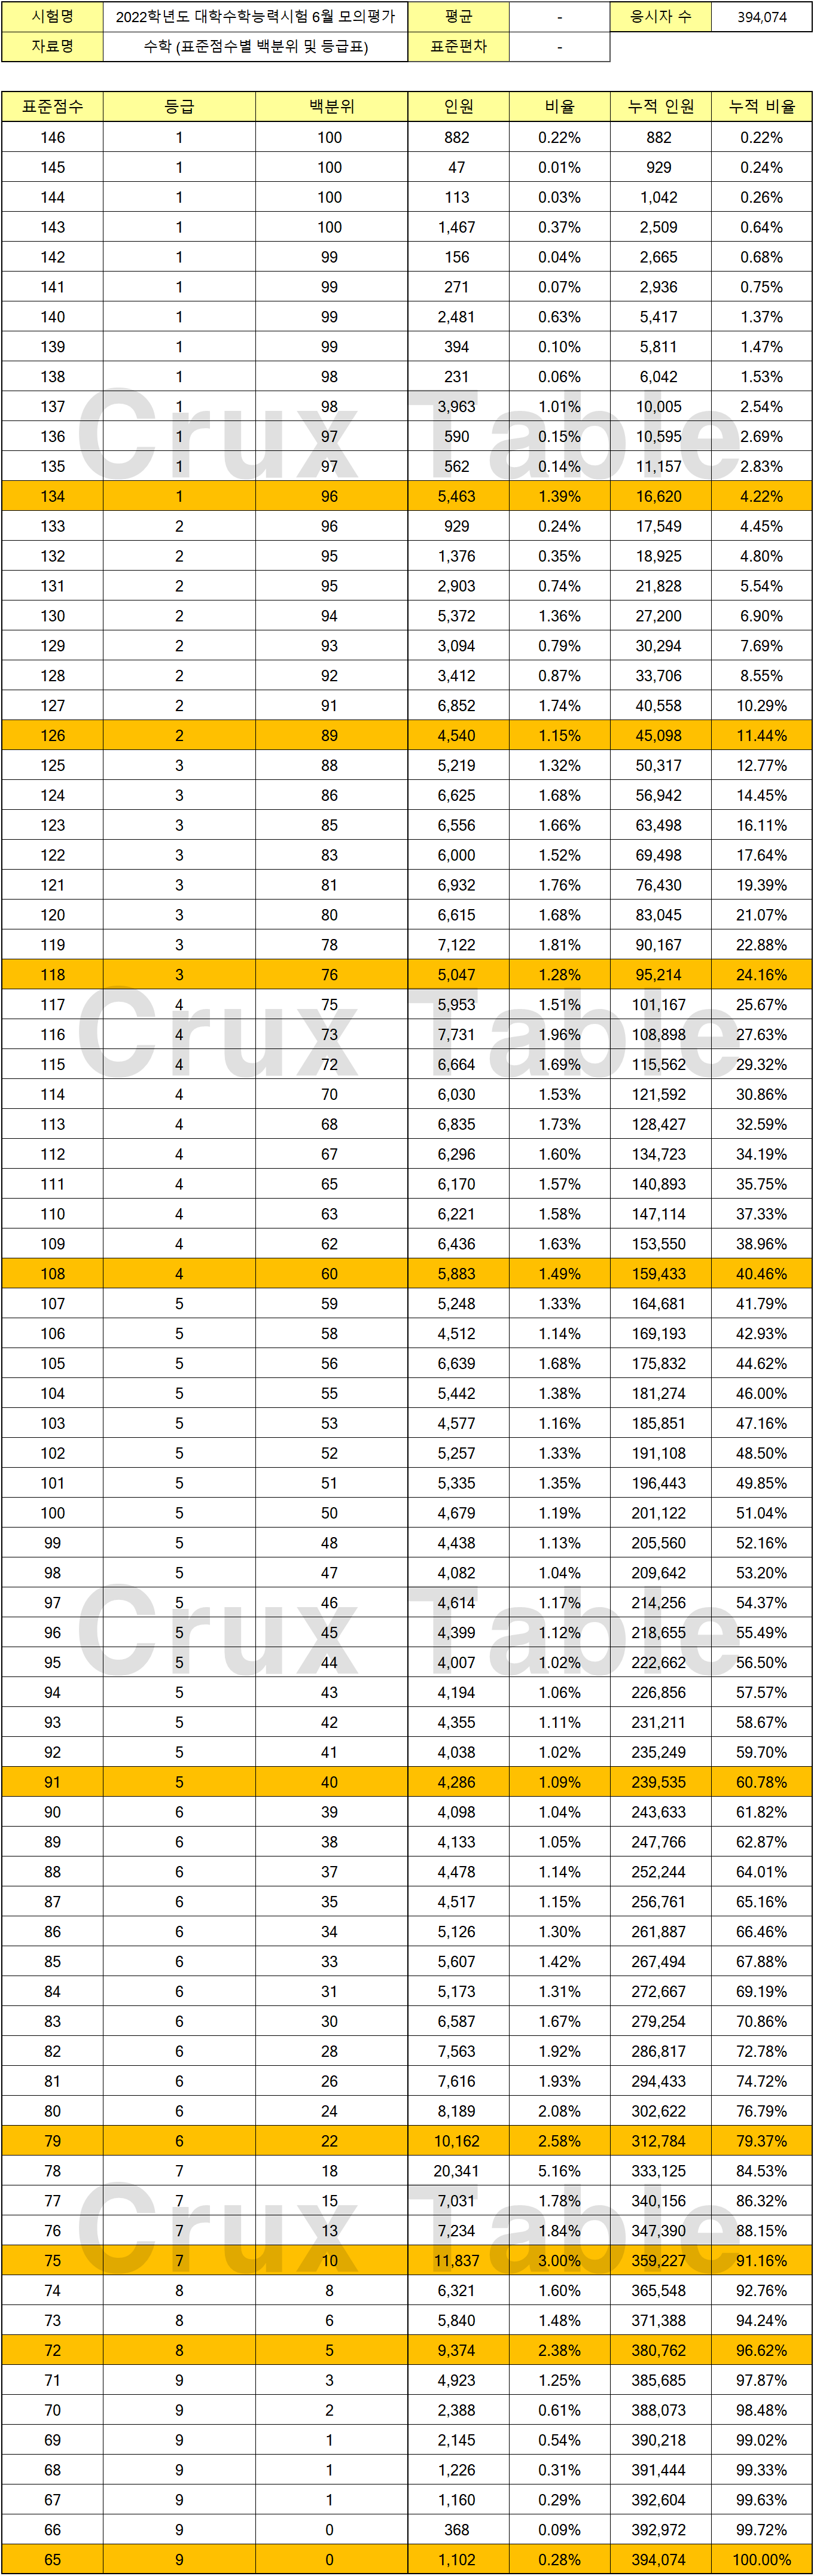 시험명 2022학년도 대학수학능력시험 6월 모의평가 평균 - 응시자 수 394,074
자료명 수학 (표준점수별 백분위 및 등급표) 표준편차 -
표준점수 등급 백분위 인원 비율 누적 인원 누적 비율
146 1 100 882 0.22% 882 0.22%
145 1 100 47 0.01% 929 0.24%
144 1 100 113 0.03% 1,042 0.26%
143 1 100 1,467 0.37% 2,509 0.64%
142 1 99 156 0.04% 2,665 0.68%
141 1 99 271 0.07% 2,936 0.75%
140 1 99 2,481 0.63% 5,417 1.37%
139 1 99 394 0.10% 5,811 1.47%
138 1 98 231 0.06% 6,042 1.53%
137 1 98 3,963 1.01% 10,005 2.54%
136 1 97 590 0.15% 10,595 2.69%
Crux Table
135 1 97 562 0.14% 11,157 2.83%
134 1 96 5,463 1.39% 16,620 4.22%
133 2 96 929 0.24% 17,549 4.45%
132 2 95 1,376 0.35% 18,925 4.80%
131 2 95 2,903 0.74% 21,828 5.54%
130 2 94 5,372 1.36% 27,200 6.90%
129 2 93 3,094 0.79% 30,294 7.69%
128 2 92 3,412 0.87% 33,706 8.55%
127 2 91 6,852 1.74% 40,558 10.29%
126 2 89 4,540 1.15% 45,098 11.44%
125 3 88 5,219 1.32% 50,317 12.77%
124 3 86 6,625 1.68% 56,942 14.45%
123 3 85 6,556 1.66% 63,498 16.11%
122 3 83 6,000 1.52% 69,498 17.64%
121 3 81 6,932 1.76% 76,430 19.39%
120 3 80 6,615 1.68% 83,045 21.07%
119 3 78 7,122 1.81% 90,167 22.88%
118 3 76 5,047 1.28% 95,214 24.16%
117 4 75 5,953 1.51% 101,167 25.67%
116 4 73 7,731 1.96% 108,898 27.63%
Crux Table
115 4 72 6,664 1.69% 115,562 29.32%
114 4 70 6,030 1.53% 121,592 30.86%
113 4 68 6,835 1.73% 128,427 32.59%
112 4 67 6,296 1.60% 134,723 34.19%
111 4 65 6,170 1.57% 140,893 35.75%
110 4 63 6,221 1.58% 147,114 37.33%
109 4 62 6,436 1.63% 153,550 38.96%
108 4 60 5,883 1.49% 159,433 40.46%
107 5 59 5,248 1.33% 164,681 41.79%
106 5 58 4,512 1.14% 169,193 42.93%
105 5 56 6,639 1.68% 175,832 44.62%
104 5 55 5,442 1.38% 181,274 46.00%
103 5 53 4,577 1.16% 185,851 47.16%
102 5 52 5,257 1.33% 191,108 48.50%
101 5 51 5,335 1.35% 196,443 49.85%
100 5 50 4,679 1.19% 201,122 51.04%
99 5 48 4,438 1.13% 205,560 52.16%
98 5 47 4,082 1.04% 209,642 53.20%
97 5 46 4,614 1.17% 214,256 54.37%
96 5 45 4,399 1.12% 218,655 55.49%
Crux Table
95 5 44 4,007 1.02% 222,662 56.50%
94 5 43 4,194 1.06% 226,856 57.57%
93 5 42 4,355 1.11% 231,211 58.67%
92 5 41 4,038 1.02% 235,249 59.70%
91 5 40 4,286 1.09% 239,535 60.78%
90 6 39 4,098 1.04% 243,633 61.82%
89 6 38 4,133 1.05% 247,766 62.87%
88 6 37 4,478 1.14% 252,244 64.01%
87 6 35 4,517 1.15% 256,761 65.16%
86 6 34 5,126 1.30% 261,887 66.46%
85 6 33 5,607 1.42% 267,494 67.88%
84 6 31 5,173 1.31% 272,667 69.19%
83 6 30 6,587 1.67% 279,254 70.86%
82 6 28 7,563 1.92% 286,817 72.78%
81 6 26 7,616 1.93% 294,433 74.72%
80 6 24 8,189 2.08% 302,622 76.79%
79 6 22 10,162 2.58% 312,784 79.37%
78 7 18 20,341 5.16% 333,125 84.53%
77 7 15 7,031 1.78% 340,156 86.32%
76 7 13 7,234 1.84% 347,390 88.15%
Crux Table
75 7 10 11,837 3.00% 359,227 91.16%
74 8 8 6,321 1.60% 365,548 92.76%
73 8 6 5,840 1.48% 371,388 94.24%
72 8 5 9,374 2.38% 380,762 96.62%
71 9 3 4,923 1.25% 385,685 97.87%
70 9 2 2,388 0.61% 388,073 98.48%
69 9 1 2,145 0.54% 390,218 99.02%
68 9 1 1,226 0.31% 391,444 99.33%
67 9 1 1,160 0.29% 392,604 99.63%
66 9 0 368 0.09% 392,972 99.72%
65 9 0 1,102 0.28% 394,074 100.00%